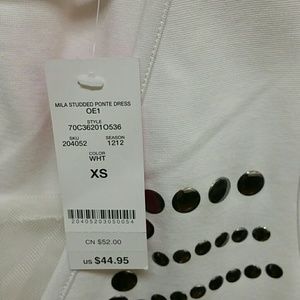 MILA STUDDED PONTE DRESS
OE1
STYLE
70C36201O536
SKU SEASON
204052 1212
COLOR
WHT
XS
20405203050054
CN $52.00
US $44.95